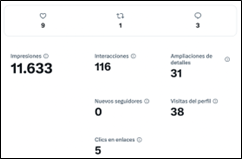 9 1 3
Impresiones Interacciones Ampliaciones de detalles
11.633 116 31
Nuevos seguidores Visitas del perfil
0 38
Clics en enlaces
5